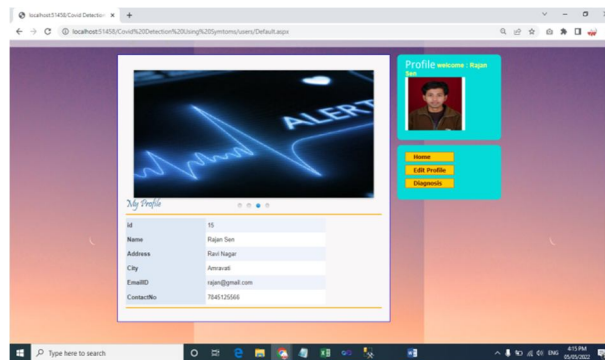 localhost:51458/Covid Detection
localhost:51458/Covid%20Detection%20Using%20Symtoms/users/Default.aspx
ALERT
Profile welcome : Rajan
Sen
Home
Edit Profile
Diagnosis
My Profile
id 15
Name Rajan Sen
Address Ravi Nagar
City Amravati
EmailID rajan@gmail.com
ContactNo 7845125566
Type here to search
ENG
4:15 PM
05/05/2022